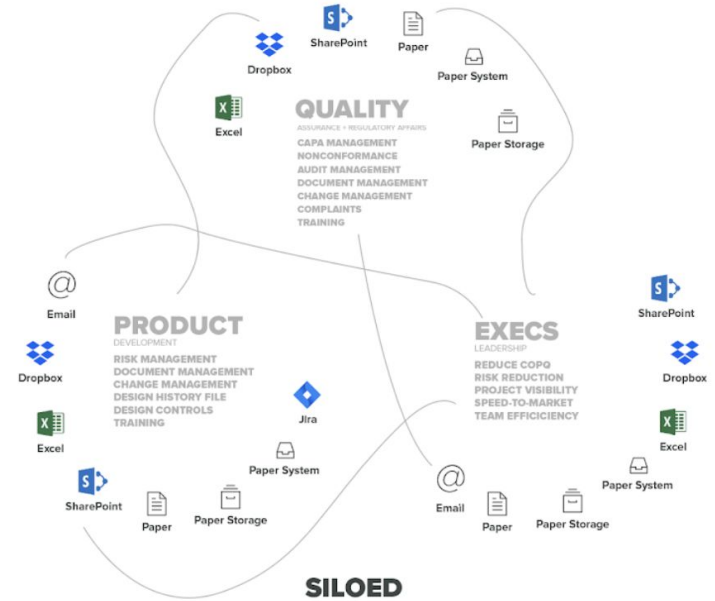 SharePoint
Paper
Dropbox
Paper System
Excel
Paper Storage
QUALITY
ASSURANCE + REGULATORY AFFAIRS
CAPA MANAGEMENT
NONCONFORMANCE
AUDIT MANAGEMENT
DOCUMENT MANAGEMENT
CHANGE MANAGEMENT
COMPLAINTS
TRAINING
@
Email
Dropbox
Excel
SharePoint
Paper
Paper Storage
Paper System
Jira
PRODUCT
DEVELOPMENT
RISK MANAGEMENT
DOCUMENT MANAGEMENT
CHANGE MANAGEMENT
DESIGN HISTORY FILE
DESIGN CONTROLS
TRAINING
EXECS
LEADERSHIP
REDUCE COPQ
RISK REDUCTION
PROJECT VISIBILITY
SPEED-TO-MARKET
TEAM EFFICICIENCY
SharePoint
Dropbox
Excel
Paper System
Paper Storage
Paper
@
Email
SILOED